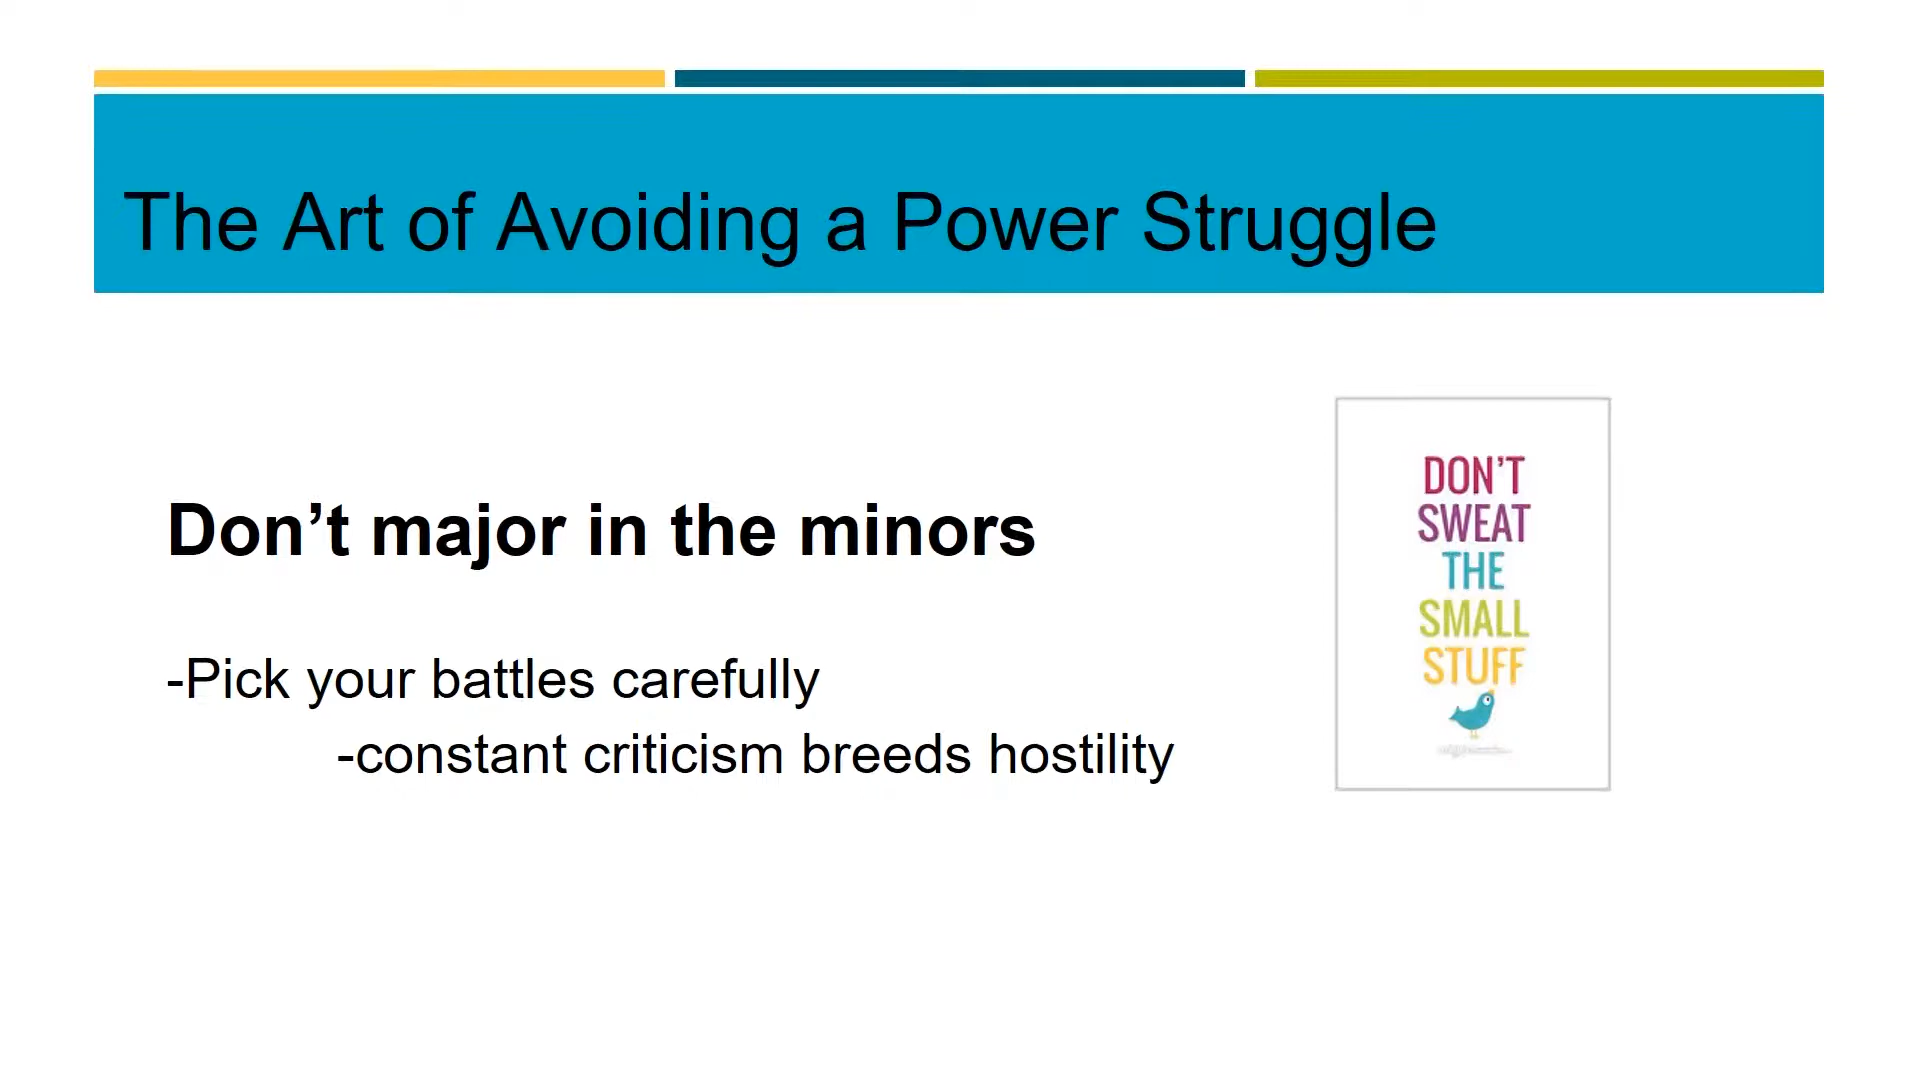 The Art of Avoiding a Power Struggle
Don’t major in the minors
-Pick your battles carefully
-constant criticism breeds hostility
DON’T
SWEAT
THE
SMALL
STUFF